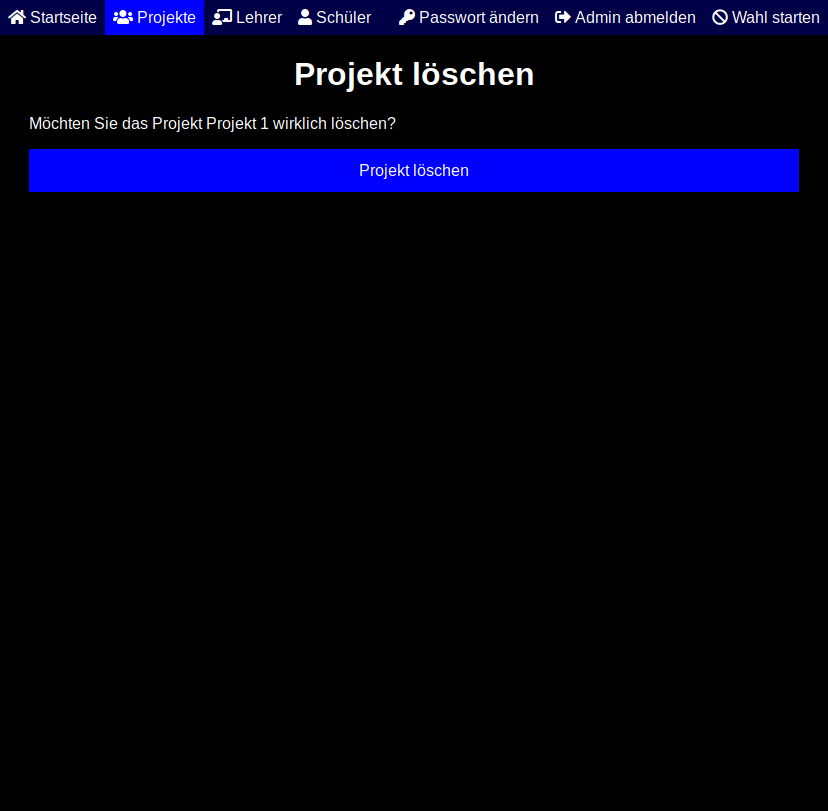 Startseite Projekte Lehrer Schüler Passwort ändern Admin abmelden Wahl starten
Projekt löschen
Möchten Sie das Projekt Projekt 1 wirklich löschen?
Projekt löschen